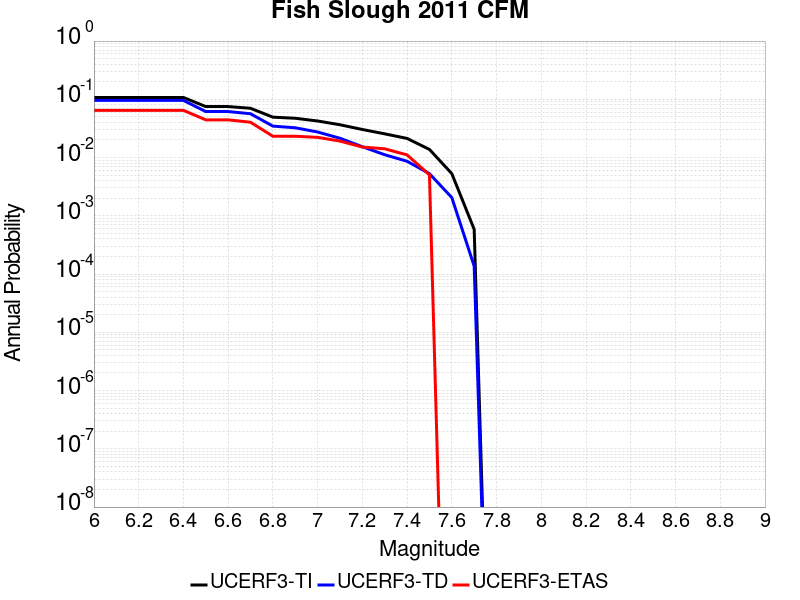 Fish Slough 2011 CFM
10^0
10^-1
10^-2
10^-3
10^-4
10^-5
10^-6
10^-7
10^-8
Annual Probability
6 6.2 6.4 6.6 6.8 7 7.2 7.4 7.6 7.8 8 8.2 8.4 8.6 8.8 9
Magnitude
UCERF3-TI UCERF3-TD UCERF3-ETAS